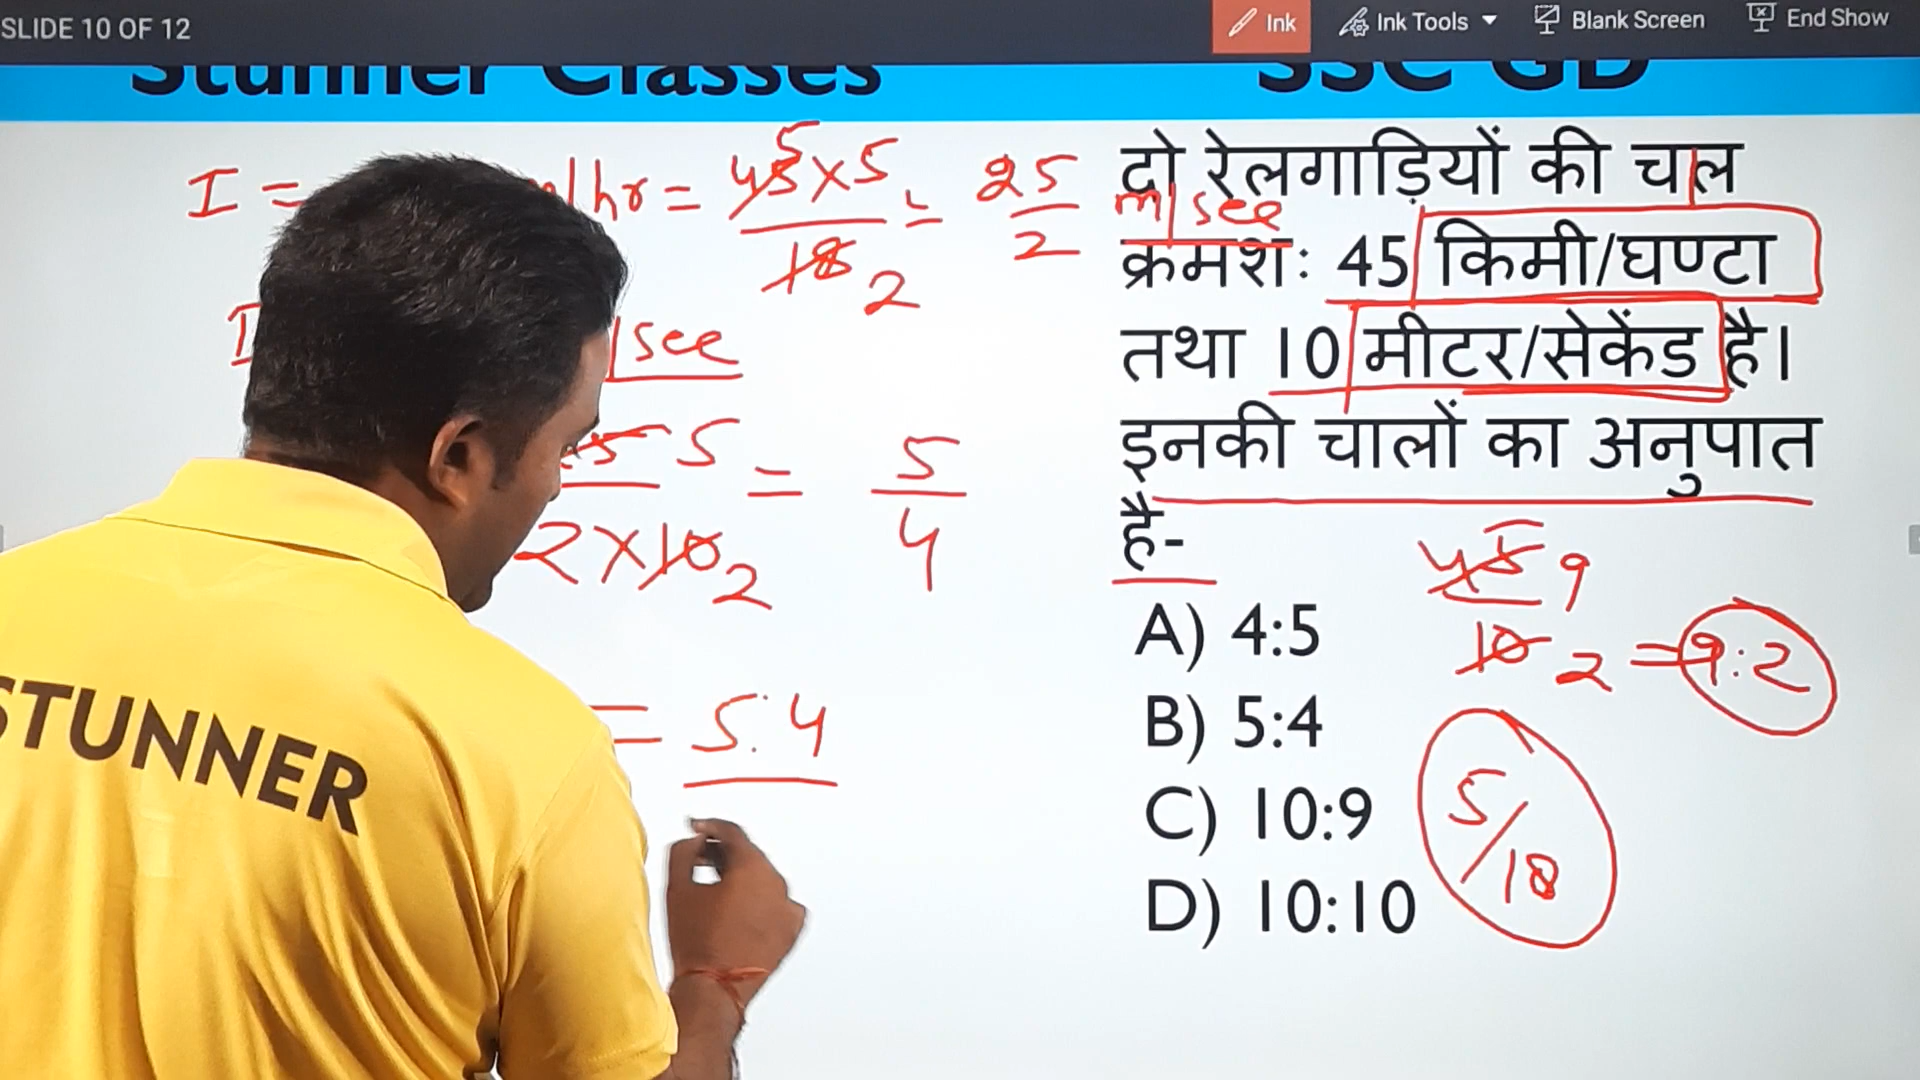 SLIDE 10 OF 12
Ink
Ink Tools
Blank Screen
End Show
Stunner Classes
SSC GD
I = /hr = 45 5 × 5 / 18 2 = 25 / 2 m/sec
/sec
5 / 2 × 10 2 = 5 / 4
= 5:4
दो रेलगाड़ियों की चाल
क्रमशः 45 किमी/घण्टा
तथा 10 मीटर/सेकेंड है।
इनकी चालों का अनुपात
है-
A) 4:5
B) 5:4
C) 10:9
D) 10:10
45 9 / 10 2 = 9:2
5/18
STUNNER